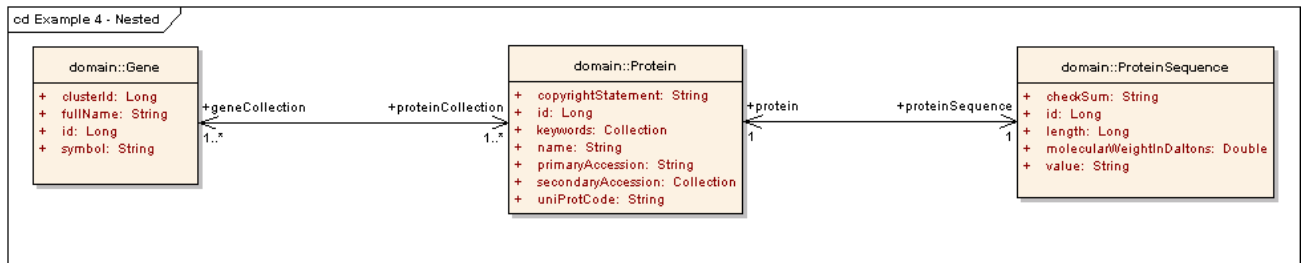 cd Example 4 - Nested
domain::Gene
+ clusterId: Long
+ fullName: String
+ id: Long
+ symbol: String
+geneCollection
1..*
+proteinCollection
1..*
domain::Protein
+ copyrightStatement: String
+ id: Long
+ keywords: Collection
+ name: String
+ primaryAccession: String
+ secondaryAccession: Collection
+ uniProtCode: String
+protein
1
+proteinSequence
1
domain::ProteinSequence
+ checkSum: String
+ id: Long
+ length: Long
+ molecularWeightInDaltons: Double
+ value: String